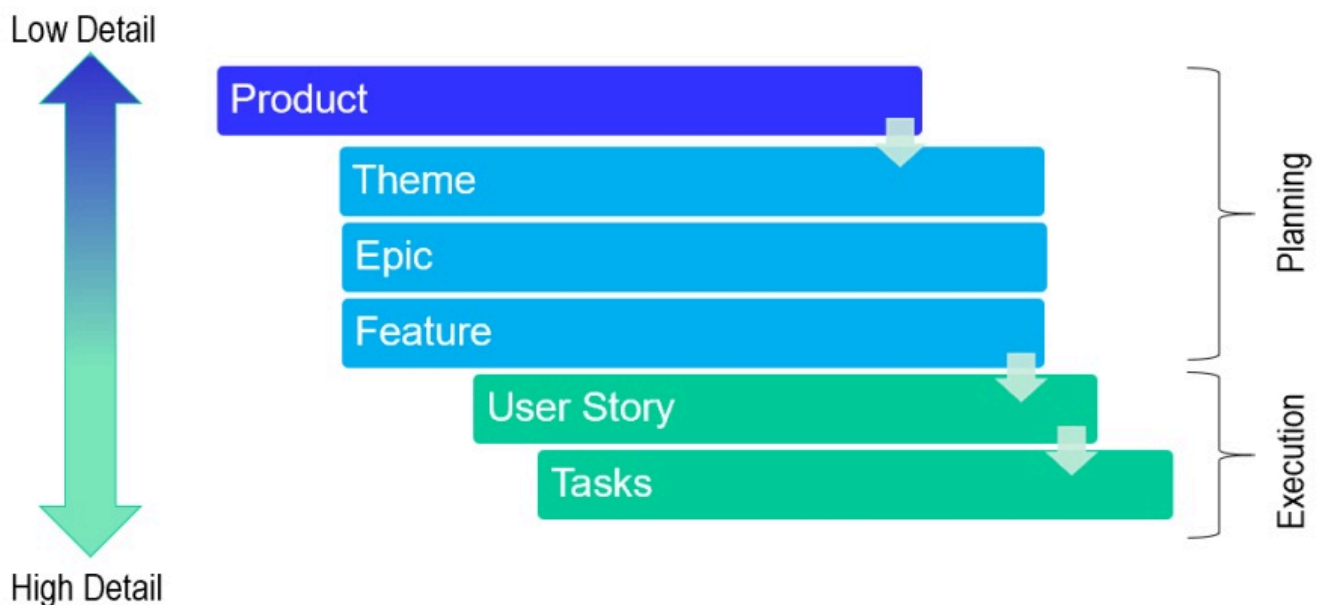 Low Detail
Product
Theme
Epic
Feature
User Story
Tasks
High Detail
Planning
Execution